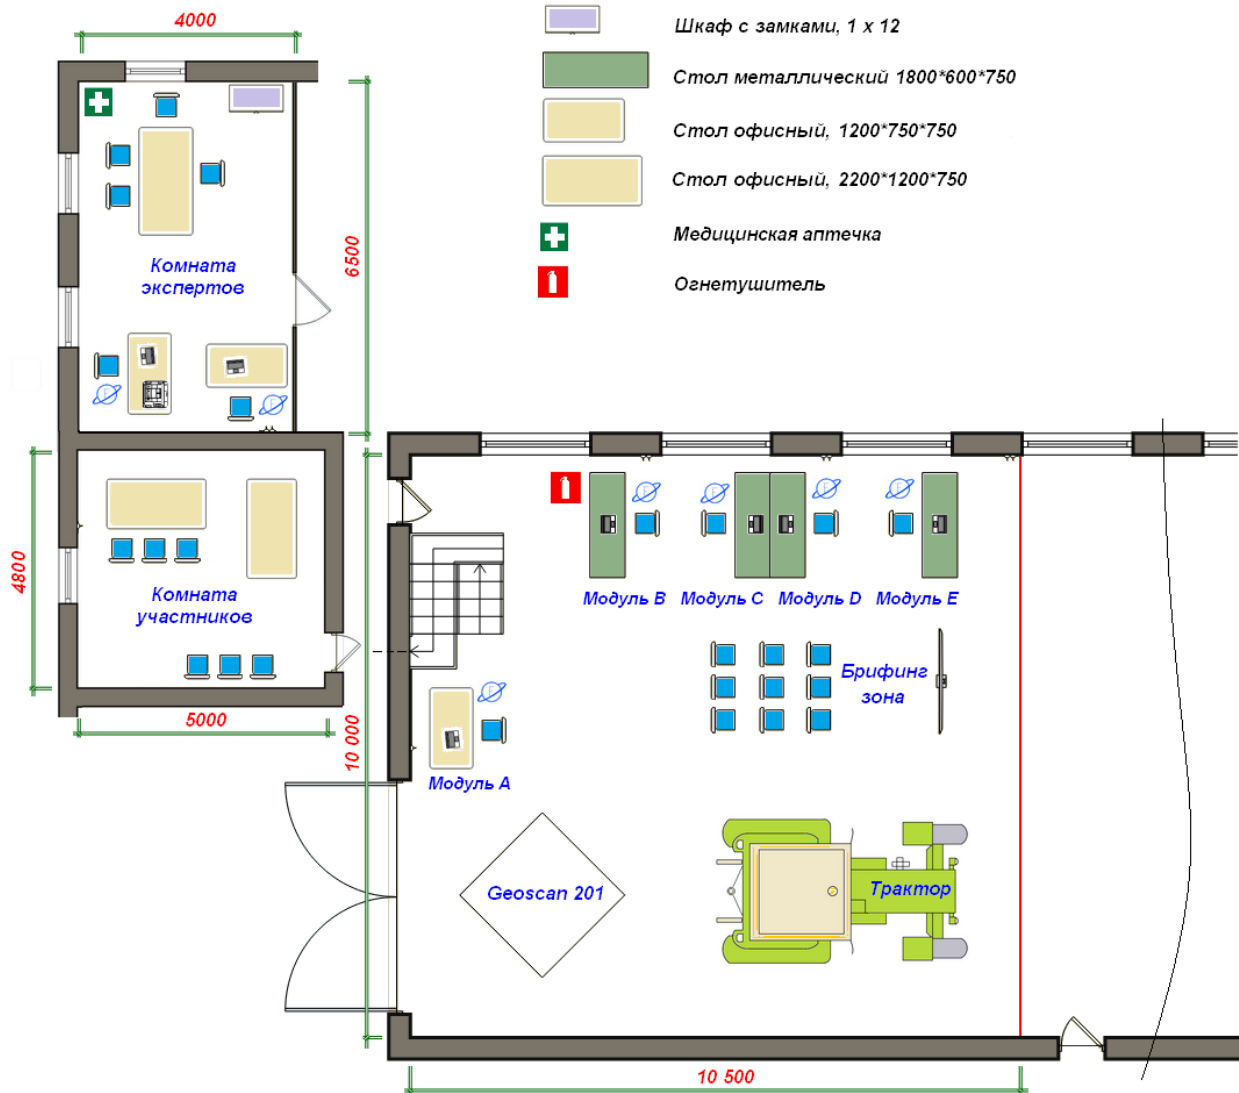 4000
Шкаф с замками, 1 x 12
Стол металлический 1800*600*750
Стол офисный, 1200*750*750
Стол офисный, 2200*1200*750
Медицинская аптечка
Огнетушитель
6500
Комната
экспертов
4800
Комната
участников
5000
10 000
Модуль B
Модуль C
Модуль D
Модуль E
Брифинг
зона
Модуль A
Geoscan 201
Трактор
10 500